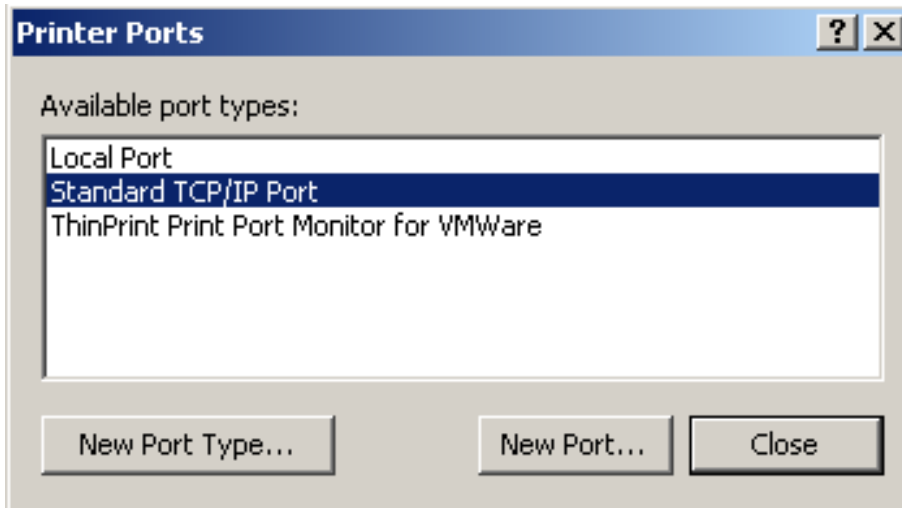 Printer Ports
Available port types:
Local Port
Standard TCP/IP Port
ThinPrint Print Port Monitor for VMWare
New Port Type...
New Port...
Close